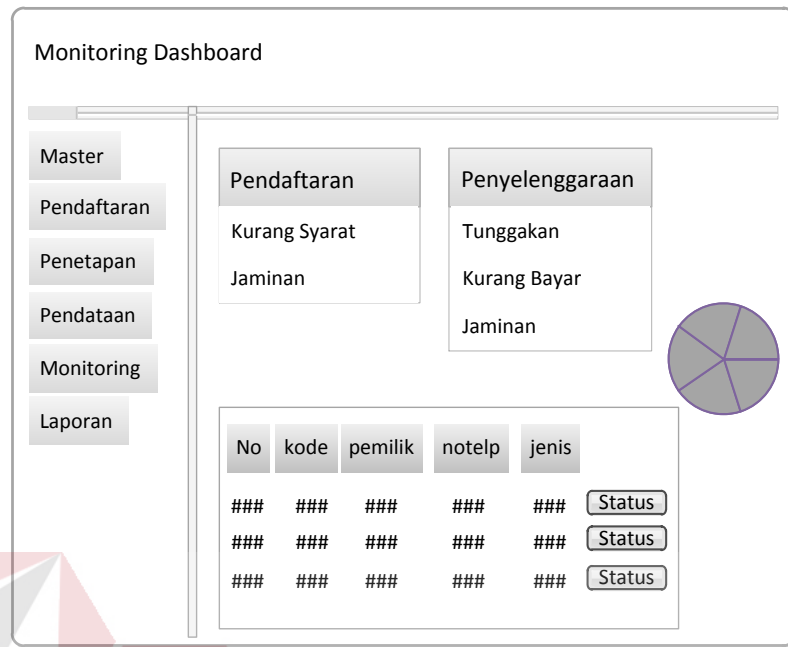 Monitoring Dashboard
Master
Pendaftaran
Penetapan
Pendataan
Monitoring
Laporan
Pendaftaran
Kurang Syarat
Jaminan
Penyelenggaraan
Tunggakan
Kurang Bayar
Jaminan
No kode pemilik notelp jenis
### ### ### ### ### Status
### ### ### ### ### Status
### ### ### ### ### Status